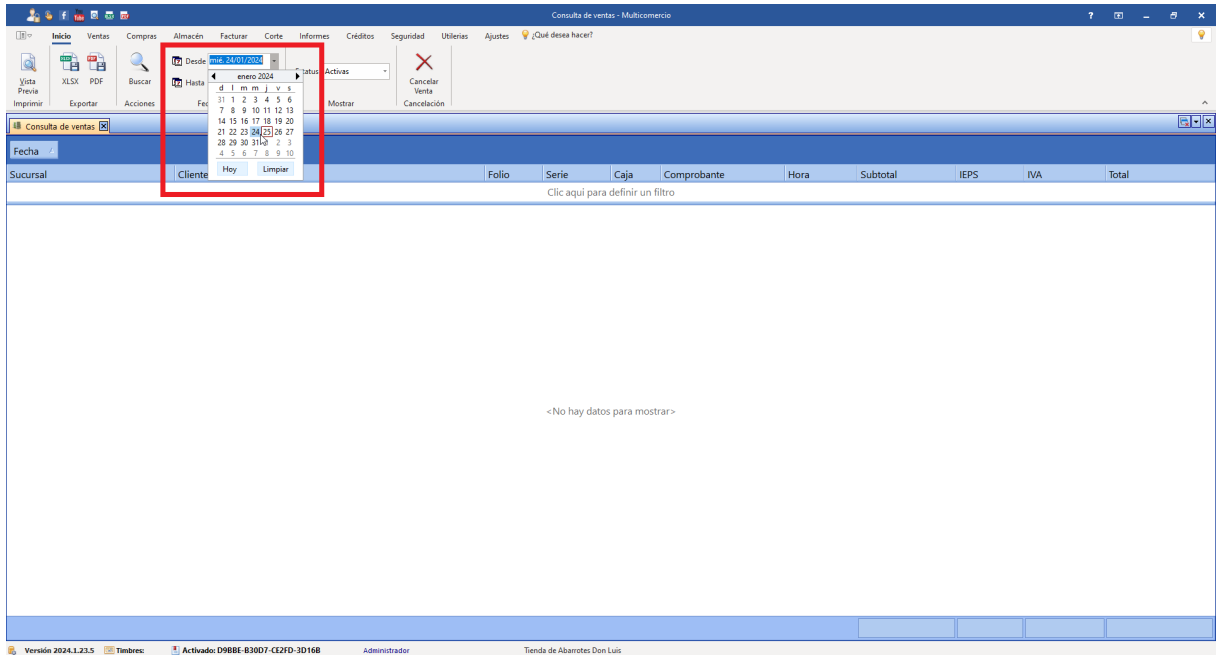 Consulta de ventas - Multicomercio
Inicio Ventas Compras Almacén Facturar Corte Informes Créditos Seguridad Utilerias Ajustes ¿Qué desea hacer?
Vista Previa
XLSX PDF
Buscar
Desde mié. 24/01/2024
Hasta
Activas
Cancelar Venta
Imprimir Exportar Acciones Mostrar Cancelación
enero 2024
d l m m j v s
31 1 2 3 4 5 6
7 8 9 10 11 12 13
14 15 16 17 18 19 20
21 22 23 24 25 26 27
28 29 30 31 2 3
4 5 6 7 8 9 10
Hoy Limpiar
Consulta de ventas
Fecha
Sucursal Cliente Folio Serie Caja Comprobante Hora Subtotal IEPS IVA Total
Clic aqui para definir un filtro
<No hay datos para mostrar>
Versión 2024.1.23.5 Timbres: Activado: D9BBE-B30D7-CE2FD-3D16B Administrador Tienda de Abarrotes Don Luis